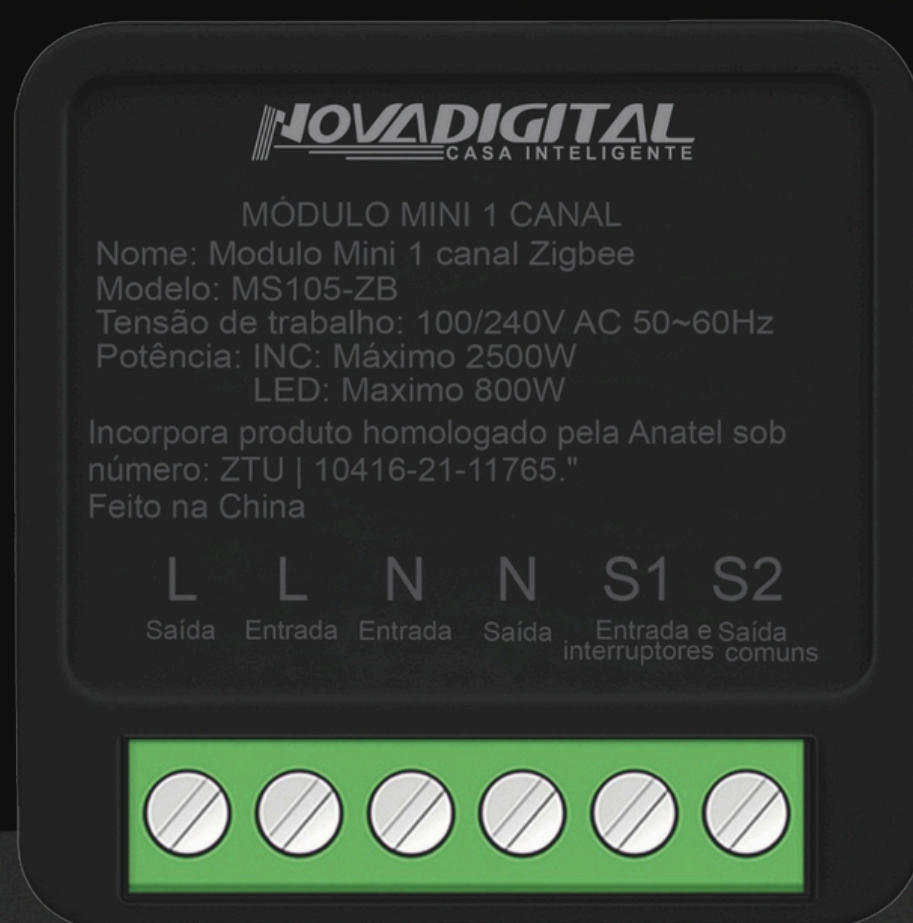 NOVADIGITAL
CASA INTELIGENTE
MÓDULO MINI 1 CANAL
Nome: Modulo Mini 1 canal Zigbee
Modelo: MS105-ZB
Tensão de trabalho: 100/240V AC 50~60Hz
Potência: INC: Máximo 2500W
LED: Maximo 800W
Incorpora produto homologado pela Anatel sob
número: ZTU | 10416-21-11765."
Feito na China
L L N N S1 S2
Saída Entrada Entrada Saída Entrada e Saída
interruptores comuns